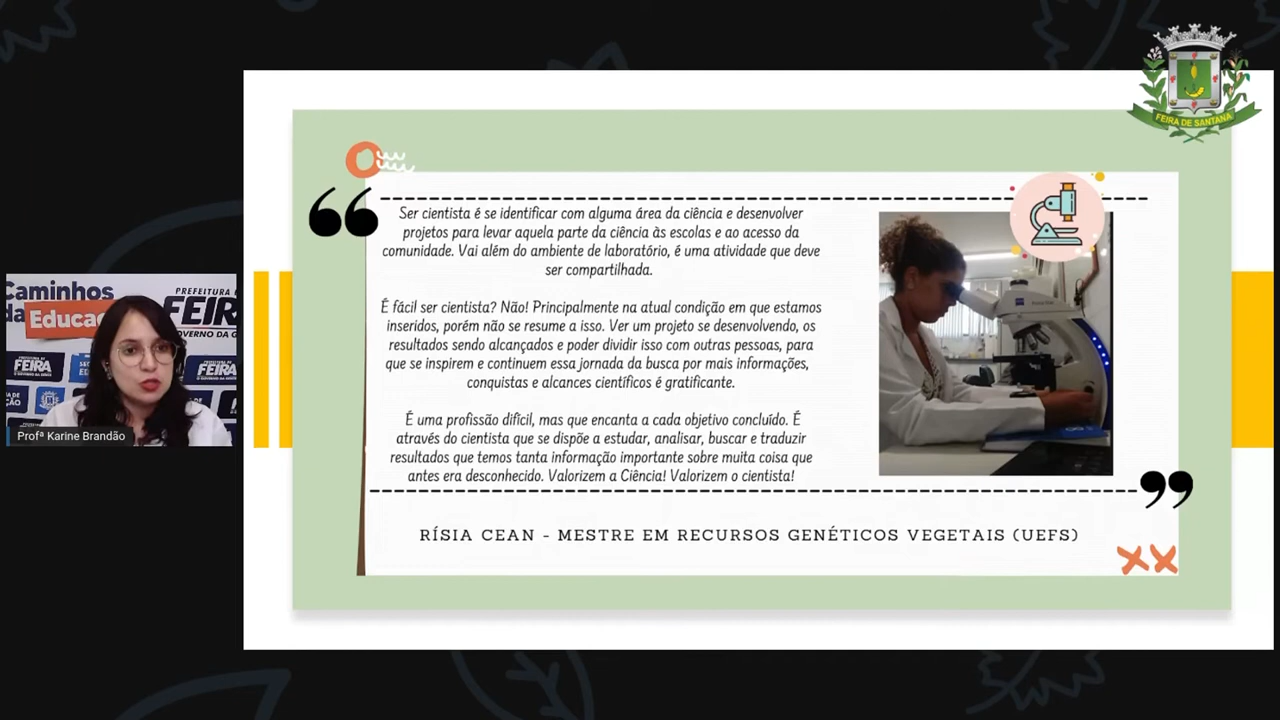 FEIRA DE SANTANA
Ser cientista é se identificar com alguma área da ciência e desenvolver
projetos para levar aquela parte da ciência às escolas e ao acesso da
comunidade. Vai além do ambiente de laboratório, é uma atividade que deve
ser compartilhada.
É fácil ser cientista? Não! Principalmente na atual condição em que estamos
inseridos, porém não se resume a isso. Ver um projeto se desenvolvendo, os
resultados sendo alcançados e poder dividir isso com outras pessoas, para
que se inspirem e continuem essa jornada da busca por mais informações,
conquistas e alcances científicos é gratificante.
É uma profissão difícil, mas que encanta a cada objetivo concluído. É
através do cientista que se dispõe a estudar, analisar, buscar e traduzir
resultados que temos tanta informação importante sobre muita coisa que
antes era desconhecido. Valorizem a Ciência! Valorizem o cientista!
RÍSIA CEAN - MESTRE EM RECURSOS GENÉTICOS VEGETAIS (UEFS)
Caminhos
da Educaç
PREFEITURA D
FEIR
OVERNO DA G
FEIRA
FEIRA
Profª Karine Brandão